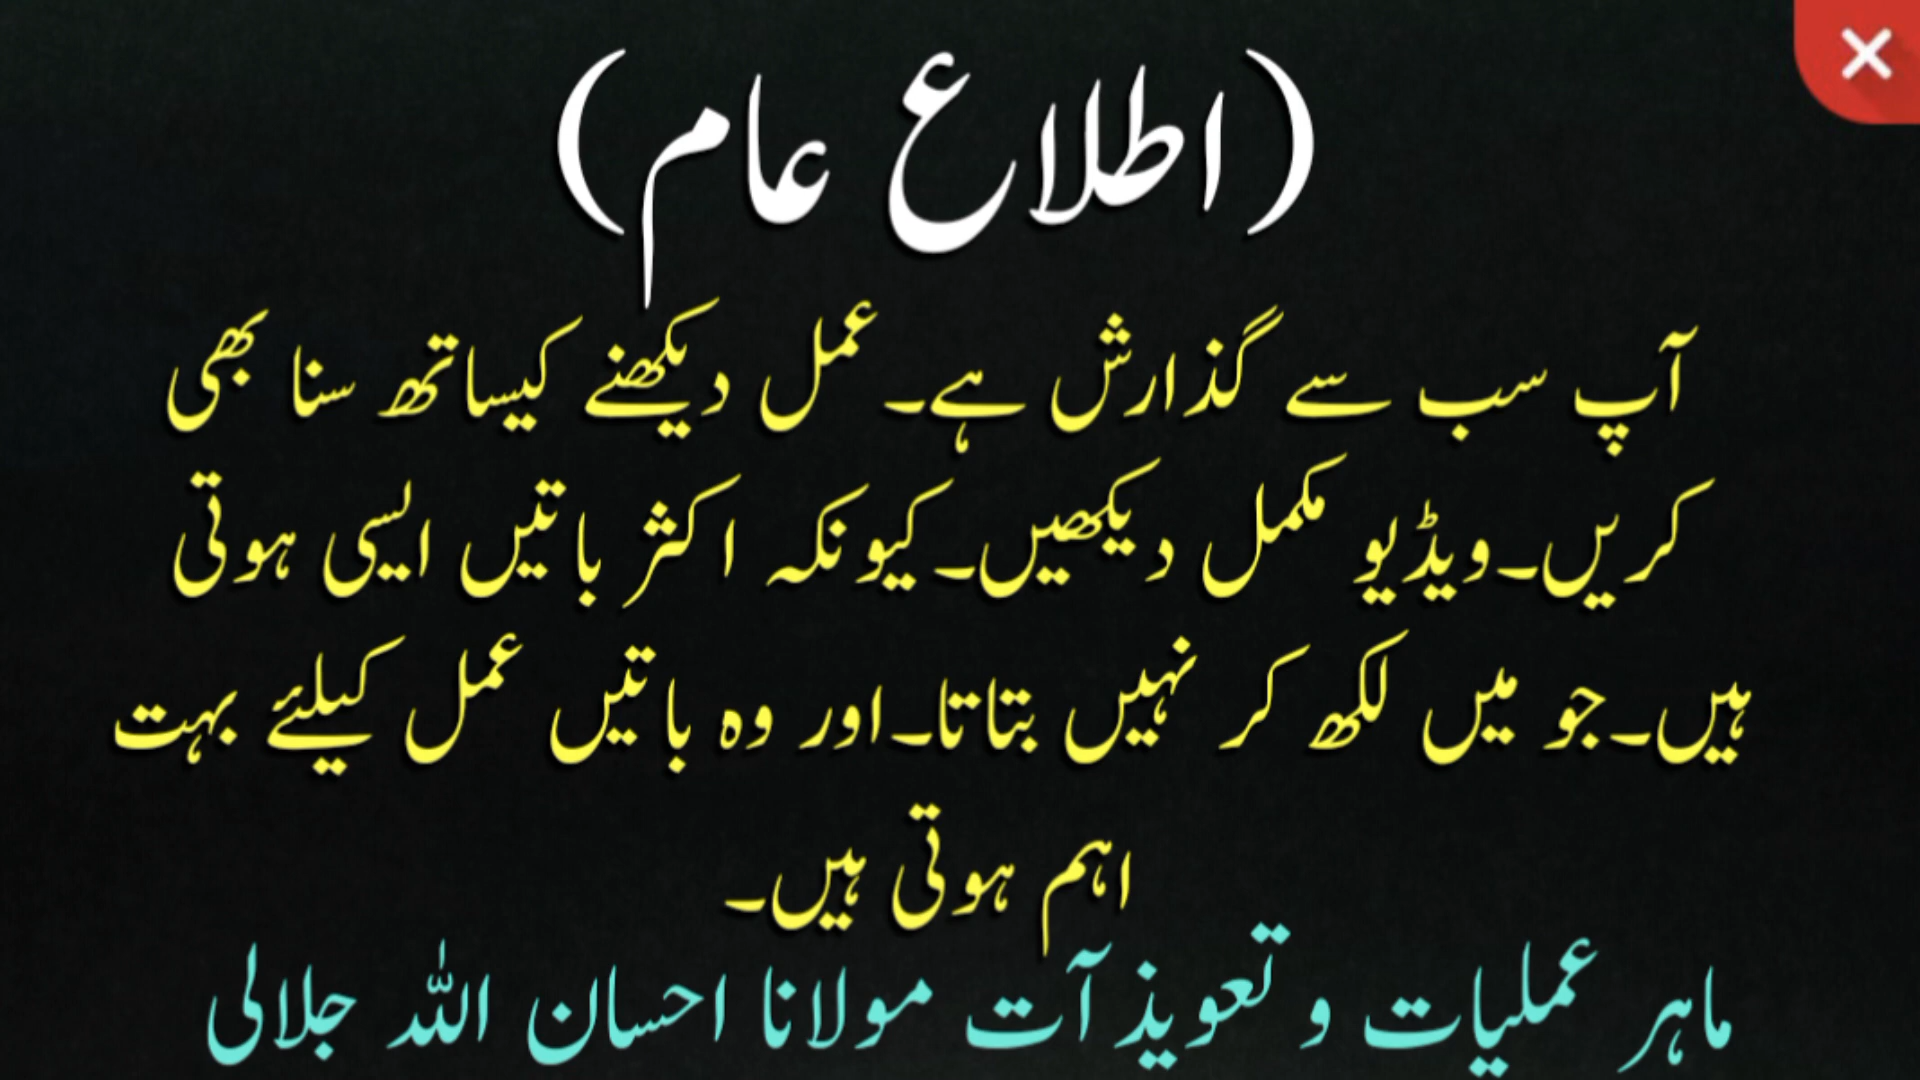 (اطلاع عام)
آپ سب سے گذارش ہے۔عمل دیکھنے کیساتھ سنا بھی
کریں۔ویڈیو مکمل دیکھیں۔کیونکہ اکثر باتیں ایسی ہوتی
ہیں۔جو میں لکھ کر نہیں بتاتا۔اور وہ باتیں عمل کیلئے بہت
اہم ہوتی ہیں۔
ماہر عملیات و تعویذآت مولانا احسان اللہ جلالی